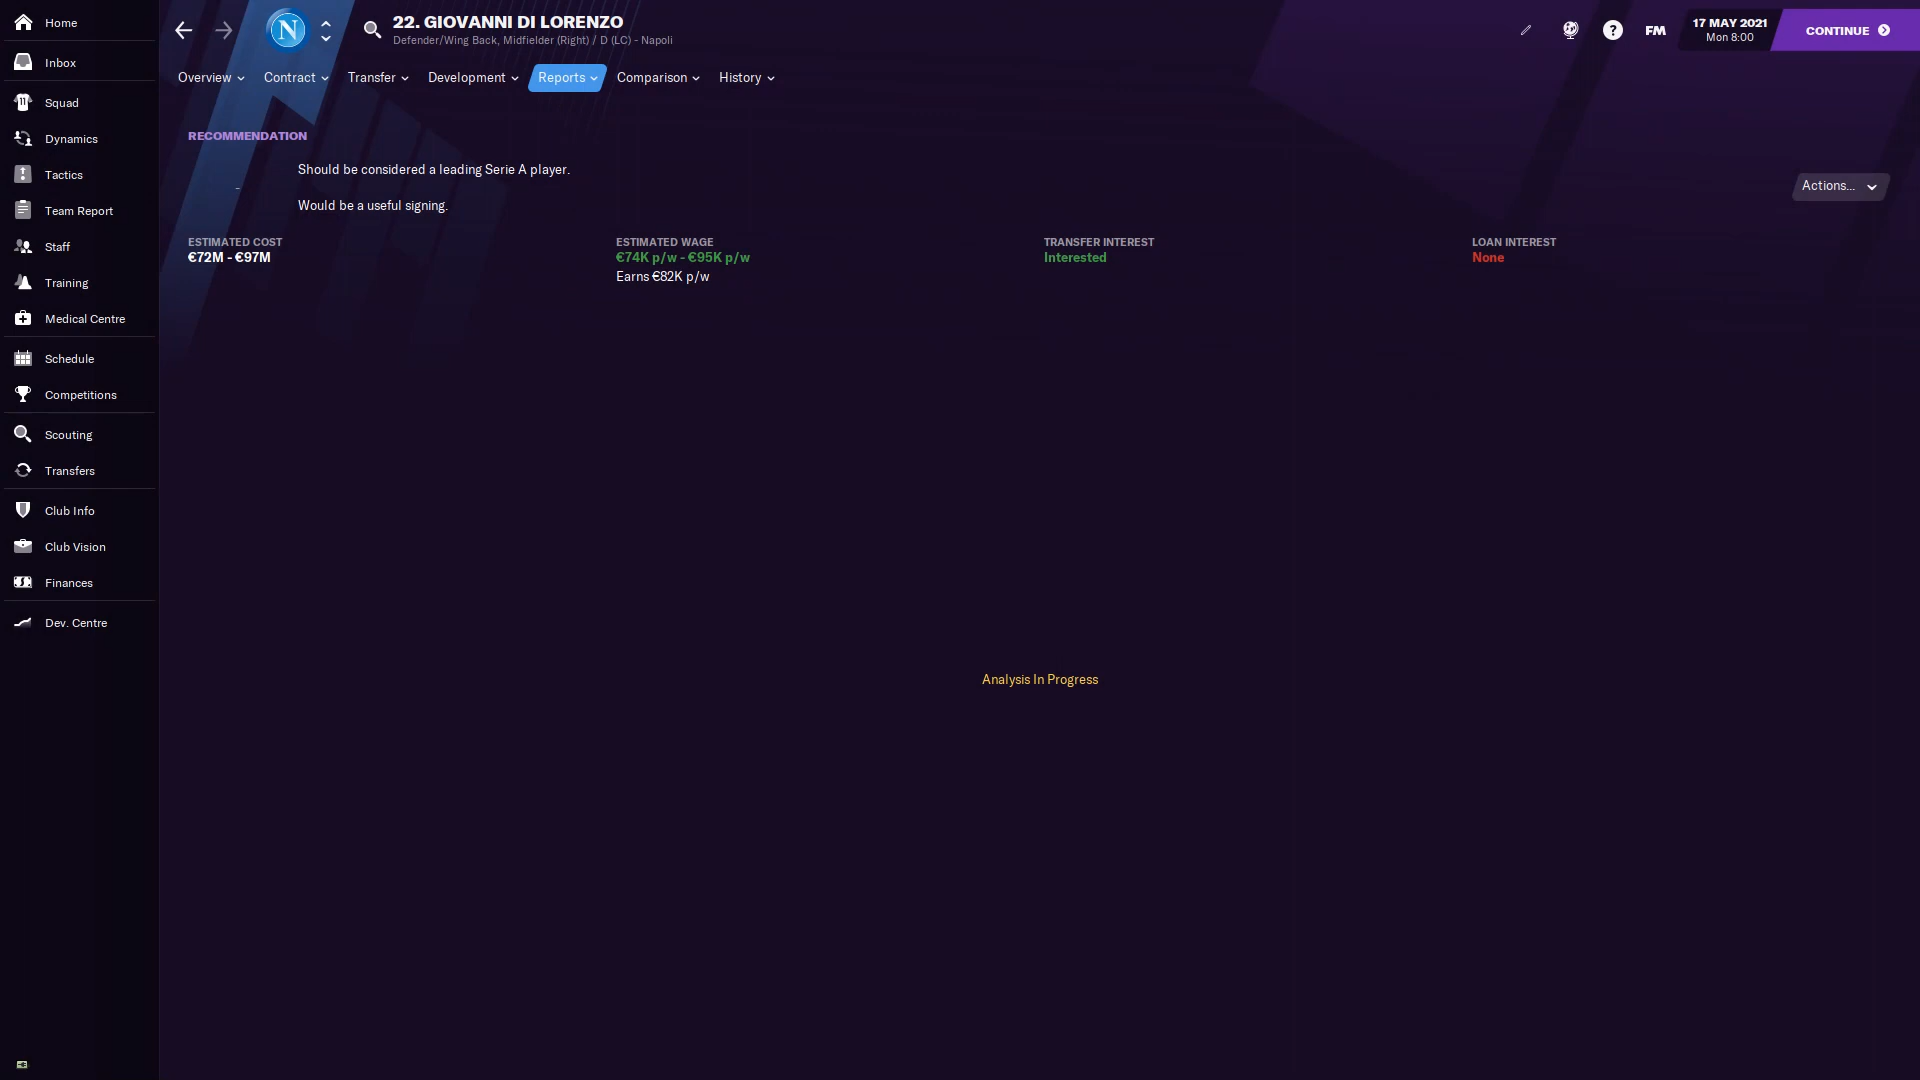 Home
Inbox
Squad
Dynamics
Tactics
Team Report
Staff
Training
Medical Centre
Schedule
Competitions
Scouting
Transfers
Club Info
Club Vision
Finances
Dev. Centre
N
22. GIOVANNI DI LORENZO
Defender/Wing Back, Midfielder (Right) / D (LC) - Napoli
?
FM
17 MAY 2021
Mon 8:00
CONTINUE
Overview
Contract
Transfer
Development
Reports
Comparison
History
RECOMMENDATION
-
Should be considered a leading Serie A player.
Would be a useful signing.
Actions...
ESTIMATED COST
€72M - €97M
ESTIMATED WAGE
€74K p/w - €95K p/w
Earns €82K p/w
TRANSFER INTEREST
Interested
LOAN INTEREST
None
Analysis In Progress